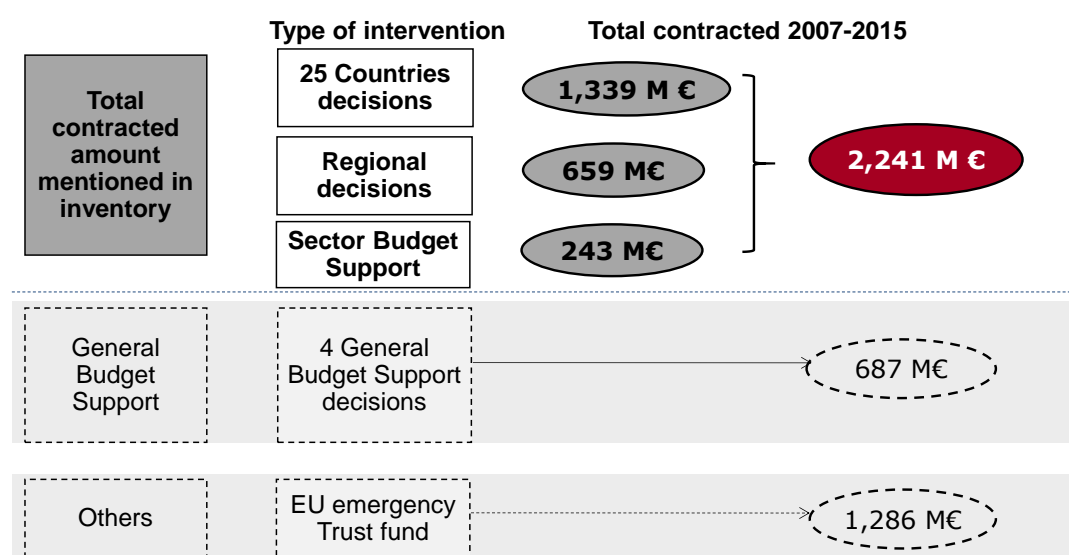 Type of intervention
Total contracted 2007-2015
Total
contracted
amount
mentioned in
inventory
25 Countries
decisions
1,339 M €
Regional
decisions
659 M€
2,241 M €
Sector Budget
Support
243 M€
General
Budget
Support
4 General
Budget Support
decisions
687 M€
Others
EU emergency
Trust fund
1,286 M€